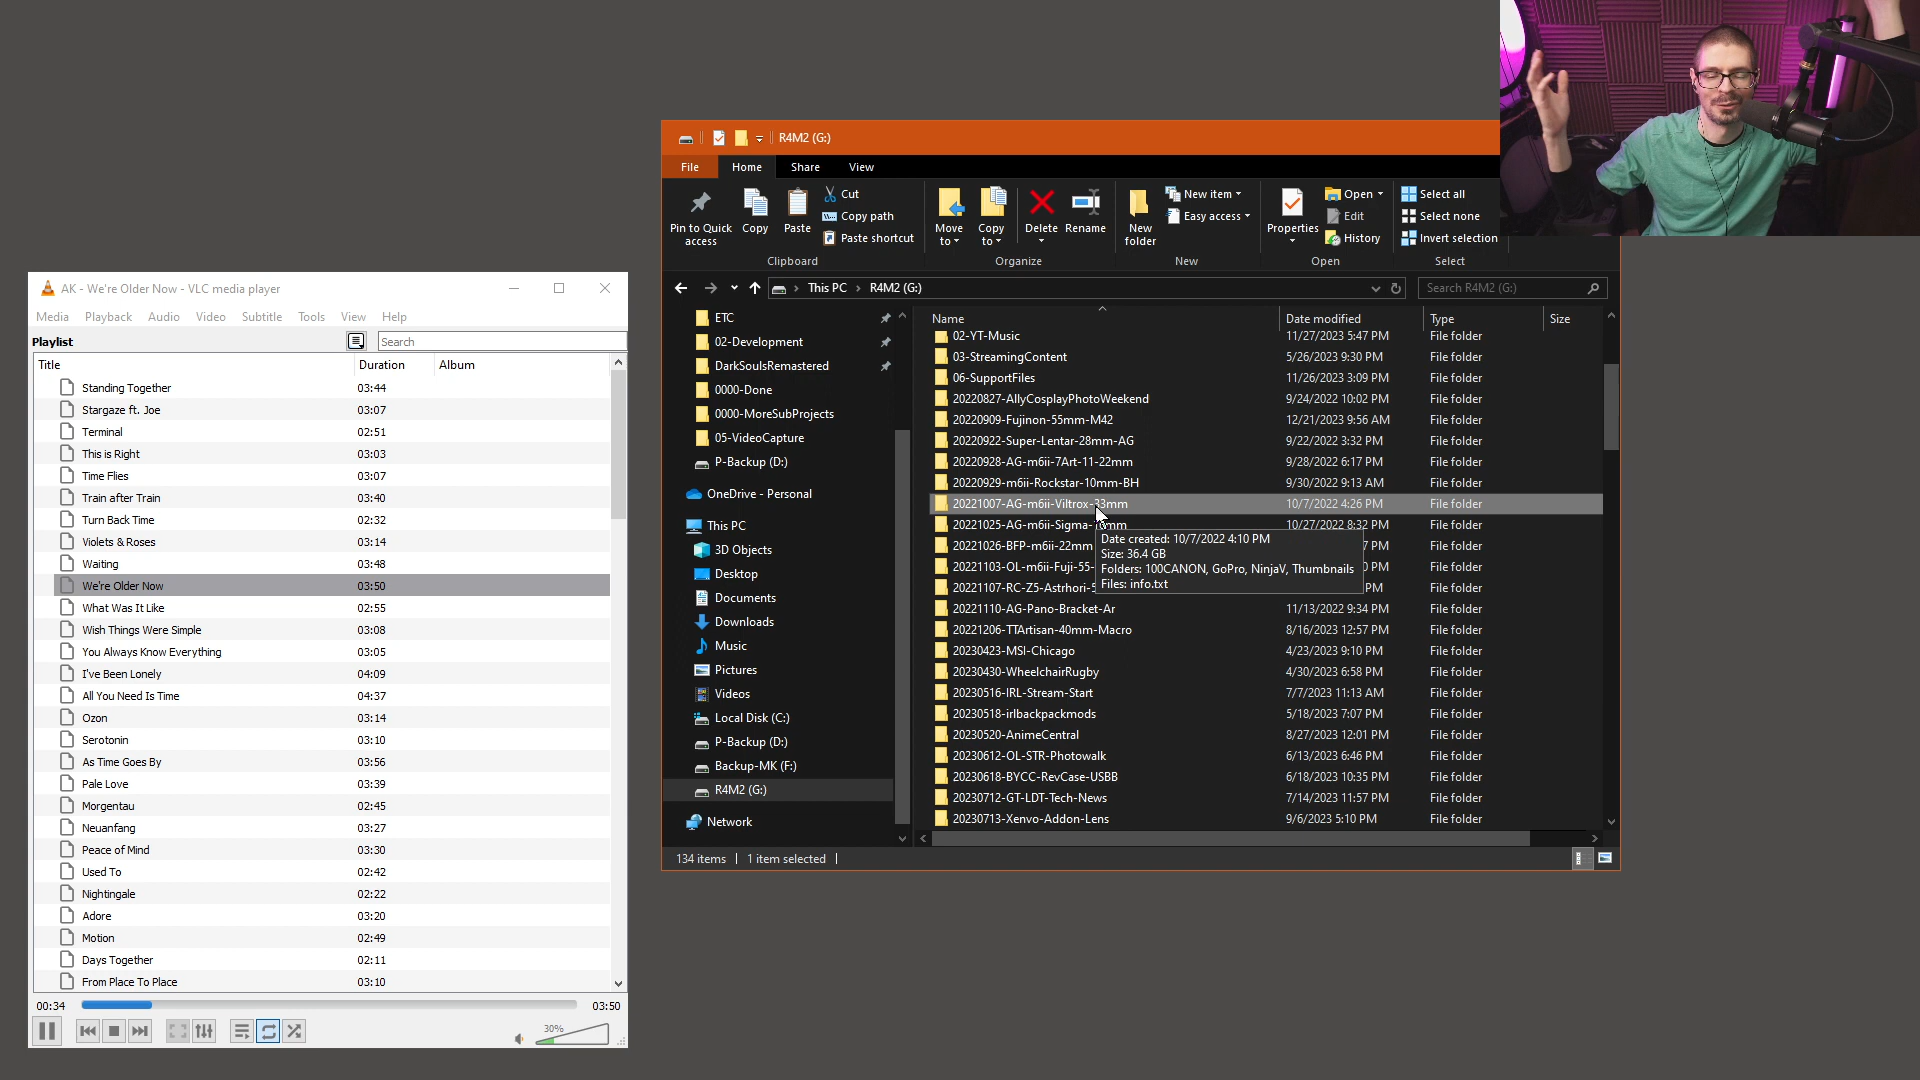 AK - We're Older Now - VLC media player
Media Playback Audio Video Subtitle Tools View Help
Playlist
Search
Title Duration Album
Standing Together 03:44
Stargaze ft. Joe 03:07
Terminal 02:51
This is Right 03:03
Time Flies 03:07
Train after Train 03:40
Turn Back Time 02:32
Violets & Roses 03:14
Waiting 03:48
We're Older Now 03:50
What Was It Like 02:55
Wish Things Were Simple 03:08
You Always Know Everything 03:05
I've Been Lonely 04:09
All You Need Is Time 04:37
Ozon 03:14
Serotonin 03:10
As Time Goes By 03:56
Pale Love 03:39
Morgentau 02:45
Neuanfang 03:27
Peace of Mind 03:30
Used To 02:42
Nightingale 02:22
Adore 03:20
Motion 02:49
Days Together 02:11
From Place To Place 03:10
00:34 03:50
30%
R4M2 (G:)
File Home Share View
Pin to Quick access
Copy
Paste
Cut
Copy path
Paste shortcut
Clipboard
Move to
Copy to
Delete
Rename
Organize
New folder
New item
Easy access
New
Properties
Open
Edit
History
Open
Select all
Select none
Invert selection
Select
This PC R4M2 (G:)
Search R4M2 (G:)
ETC
02-Development
DarkSoulsRemastered
0000-Done
0000-MoreSubProjects
05-VideoCapture
P-Backup (D:)
OneDrive - Personal
This PC
3D Objects
Desktop
Documents
Downloads
Music
Pictures
Videos
Local Disk (C:)
P-Backup (D:)
Backup-MK (F:)
R4M2 (G:)
Network
Name Date modified Type Size
02-YT-Music 11/27/2023 5:47 PM File folder
03-StreamingContent 5/26/2023 9:30 PM File folder
06-SupportFiles 11/26/2023 3:09 PM File folder
20220827-AllyCosplayPhotoWeekend 9/24/2022 10:02 PM File folder
20220909-Fujinon-55mm-M42 12/21/2023 9:56 AM File folder
20220922-Super-Lentar-28mm-AG 9/22/2022 3:32 PM File folder
20220928-AG-m6ii-7Art-11-22mm 9/28/2022 6:17 PM File folder
20220929-m6ii-Rockstar-10mm-BH 9/30/2022 9:13 AM File folder
20221007-AG-m6ii-Viltrox-33mm 10/7/2022 4:26 PM File folder
20221025-AG-m6ii-Sigma- mm 10/27/2022 8:32 PM File folder
20221026-BFP-m6ii-22mm 7 PM File folder
20221103-OL-m6ii-Fuji-55- 0 PM File folder
20221107-RC-Z5-Astrhori-5 PM File folder
20221110-AG-Pano-Bracket-Ar 11/13/2022 9:34 PM File folder
20221206-TTArtisan-40mm-Macro 8/16/2023 12:57 PM File folder
20230423-MSI-Chicago 4/23/2023 9:10 PM File folder
20230430-WheelchairRugby 4/30/2023 6:58 PM File folder
20230516-IRL-Stream-Start 7/7/2023 11:13 AM File folder
20230518-irlbackpackmods 5/18/2023 7:07 PM File folder
20230520-AnimeCentral 8/27/2023 12:01 PM File folder
20230612-OL-STR-Photowalk 6/13/2023 6:46 PM File folder
20230618-BYCC-RevCase-USBB 6/18/2023 10:35 PM File folder
20230712-GT-LDT-Tech-News 7/14/2023 11:57 PM File folder
20230713-Xenvo-Addon-Lens 9/6/2023 5:10 PM File folder
Date created: 10/7/2022 4:10 PM
Size: 36.4 GB
Folders: 100CANON, GoPro, NinjaV, Thumbnails
Files: info.txt
134 items 1 item selected